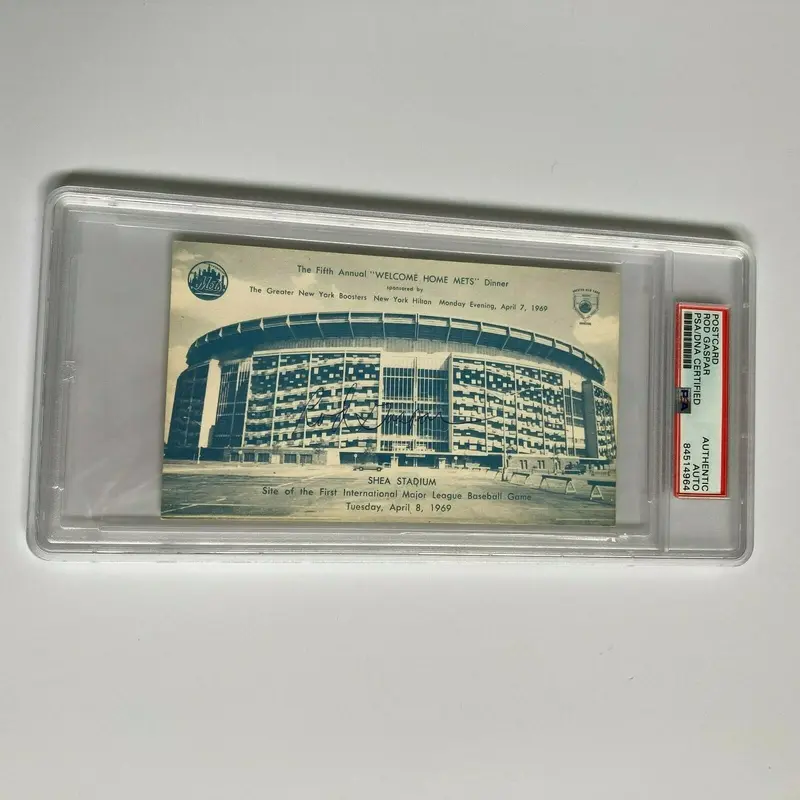 The Fifth Annual "WELCOME HOME METS" Dinner
sponsored by
The Greater New York Boosters New York Hilton Monday Evening, April 7, 1969
Mets
Rod Gaspar
SHEA STADIUM
Site of the First International Major League Baseball Game
Tuesday, April 8, 1969
POSTCARD
ROD GASPAR
PSA/DNA CERTIFIED
PSA
AUTHENTIC
AUTO
84514964